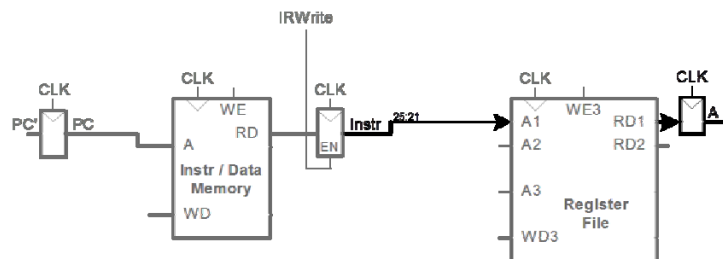 IRWrite
CLK
CLK
CLK
CLK
CLK
PC'
PC
WE
RD
A
Instr / Data
Memory
WD
EN
Instr
25:21
WE3
A1
RD1
A
A2
RD2
A3
Register
File
WD3